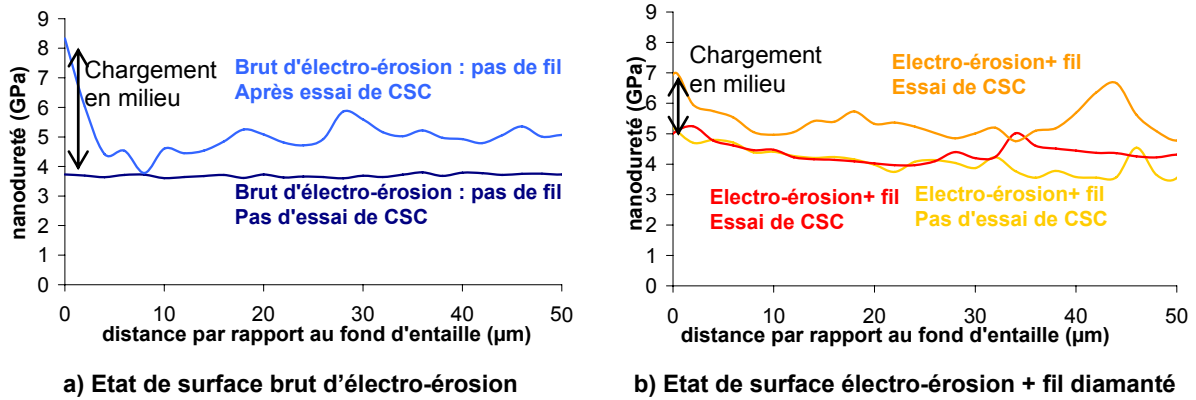 nanodureté (GPa)
9
8
7
6
5
4
3
2
1
0
Chargement
en milieu
Brut d'électro-érosion : pas de fil
Après essai de CSC
Brut d'électro-érosion : pas de fil
Pas d'essai de CSC
0
10
20
30
40
50
distance par rapport au fond d'entaille (µm)
a) Etat de surface brut d'électro-érosion
nanodureté (GPa)
9
8
7
6
5
4
3
2
1
0
Chargement
en milieu
Electro-érosion+ fil
Essai de CSC
Electro-érosion+ fil
Essai de CSC
Electro-érosion+ fil
Pas d'essai de CSC
0
10
20
30
40
50
distance par rapport au fond d'entaille (µm)
b) Etat de surface électro-érosion + fil diamanté